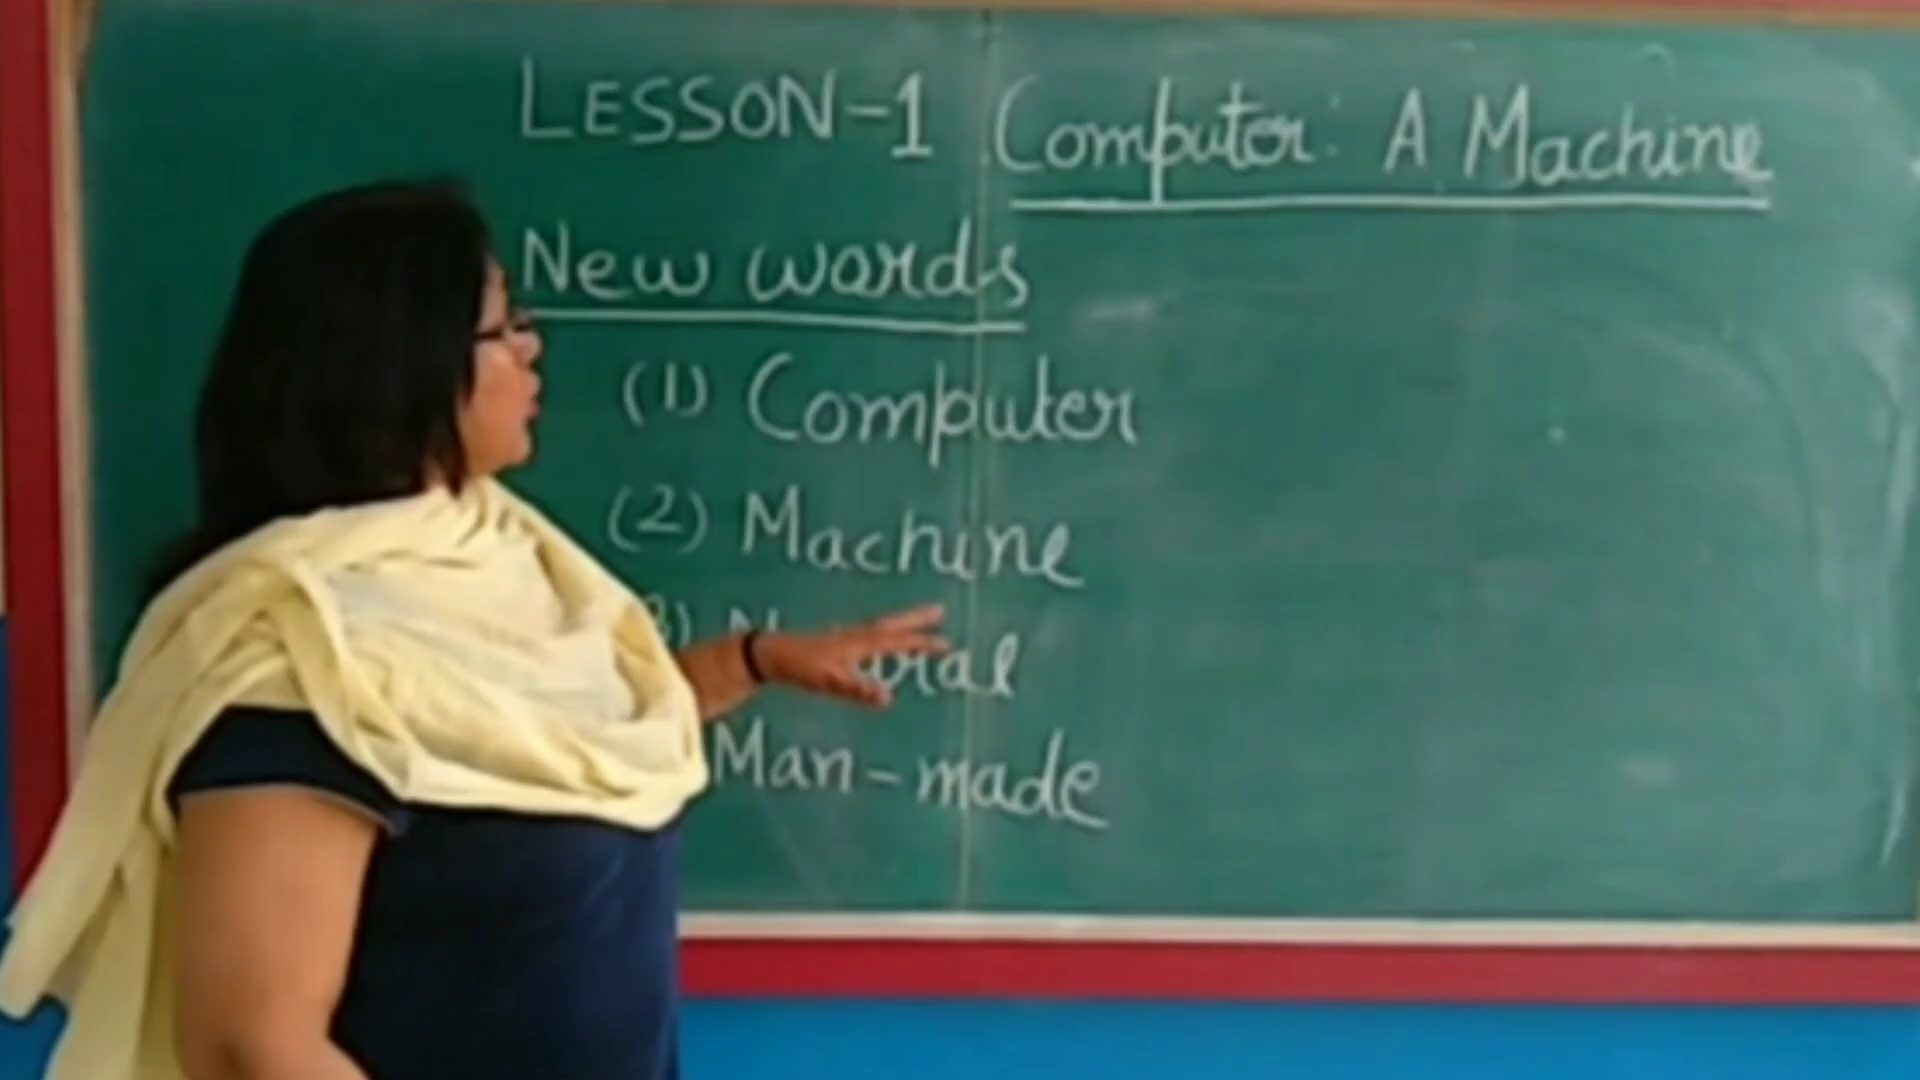 LESSON-1 Computer: A Machine
New words
(1) Computer
(2) Machine
Man-made